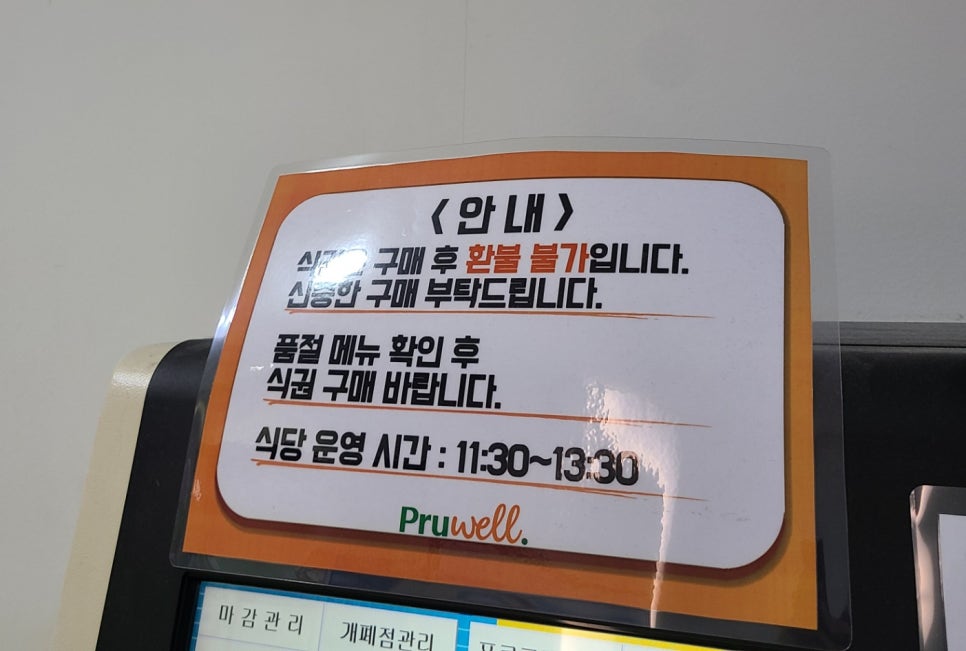 < 안 내 >
구매 후 환불 불가입니다.
신중한 구매 부탁드립니다.
품절 메뉴 확인 후
식권 구매 바랍니다.
식당 운영 시간 : 11:30~13:30
Pruwell.
마감관리
개폐점관리